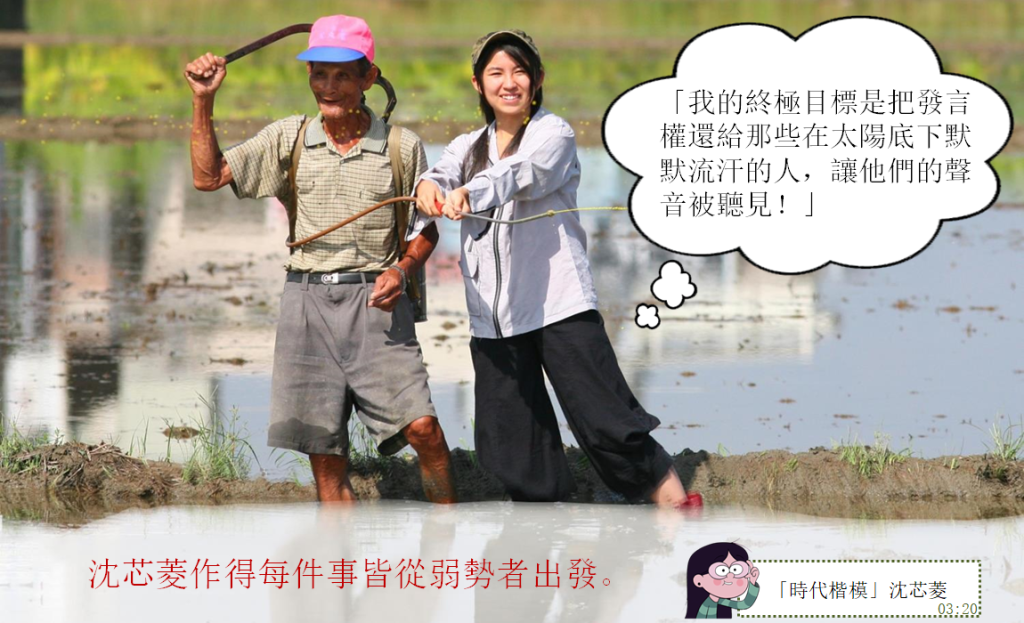 「我的終極目標是把發言
權還給那些在太陽底下默
默流汗的人，讓他們的聲
音被聽見！」
沈芯菱作得每件事皆從弱勢者出發。
「時代楷模」沈芯菱
03:20